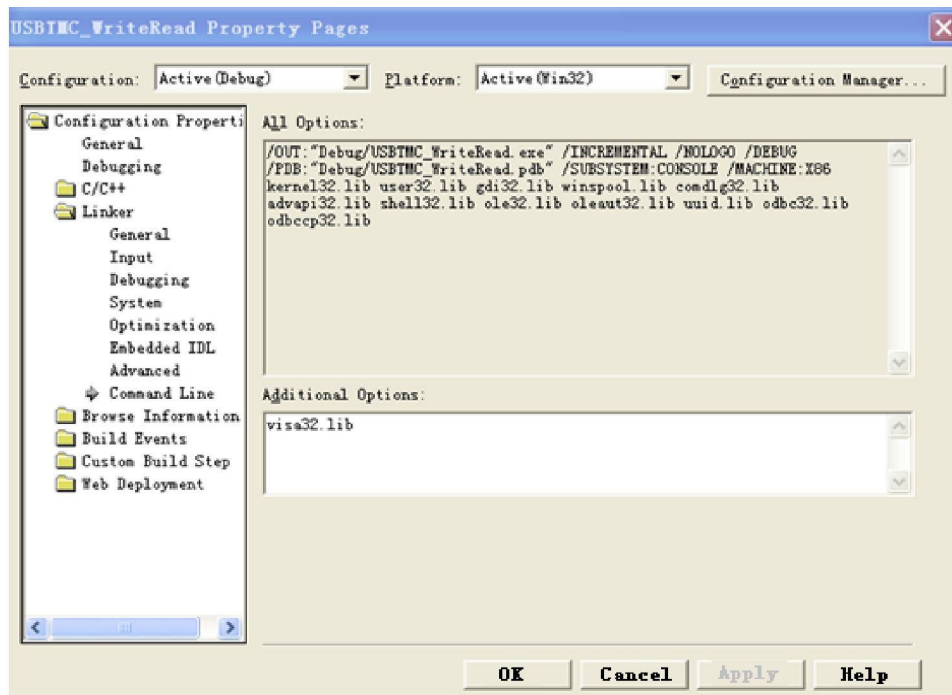 USBTMC_WriteRead Property Pages
Configuration: Active(Debug) Platform: Active(Win32) Configuration Manager...
Configuration Properti
General
Debugging
C/C++
Linker
General
Input
Debugging
System
Optimization
Embedded IDL
Advanced
Command Line
Browse Information
Build Events
Custom Build Step
Web Deployment
All Options:
/OUT:"Debug/USBTMC_WriteRead.exe" /INCREMENTAL /NOLOGO /DEBUG
/PDB:"Debug/USBTMC_WriteRead.pdb" /SUBSYSTEM:CONSOLE /MACHINE:X86
kernel32.lib user32.lib gdi32.lib winspool.lib comdlg32.lib
advapi32.lib shell32.lib ole32.lib oleaut32.lib uuid.lib odbc32.lib
odbccp32.lib
Additional Options:
visa32.lib
OK Cancel Apply Help